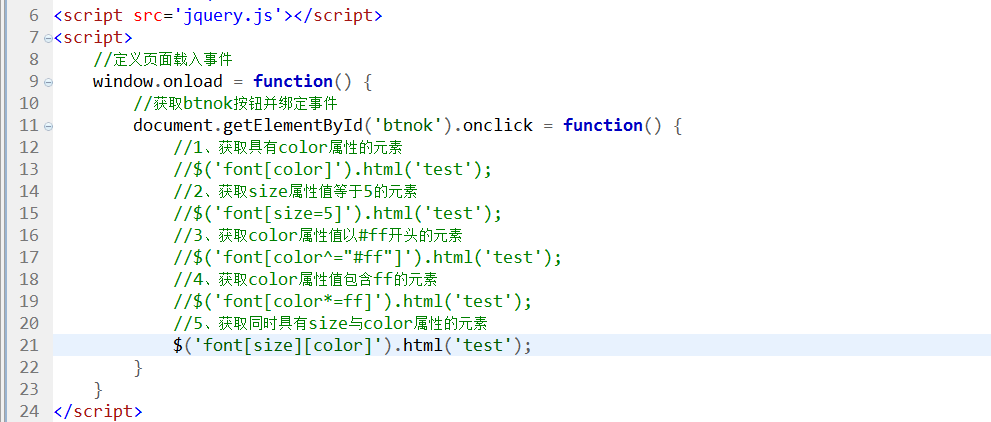 6 <script src='jquery.js'></script>
7 <script>
8 //定义页面载入事件
9 window.onload = function() {
10 //获取btnok按钮并绑定事件
11 document.getElementById('btnok').onclick = function() {
12 //1、获取具有color属性的元素
13 //$('font[color]').html('test');
14 //2、获取size属性值等于5的元素
15 //$('font[size=5]').html('test');
16 //3、获取color属性值以#ff开头的元素
17 //$('font[color^="#ff"]').html('test');
18 //4、获取color属性值包含ff的元素
19 //$('font[color*=ff]').html('test');
20 //5、获取同时具有size与color属性的元素
21 $('font[size][color]').html('test');
22 }
23 }
24 </script>